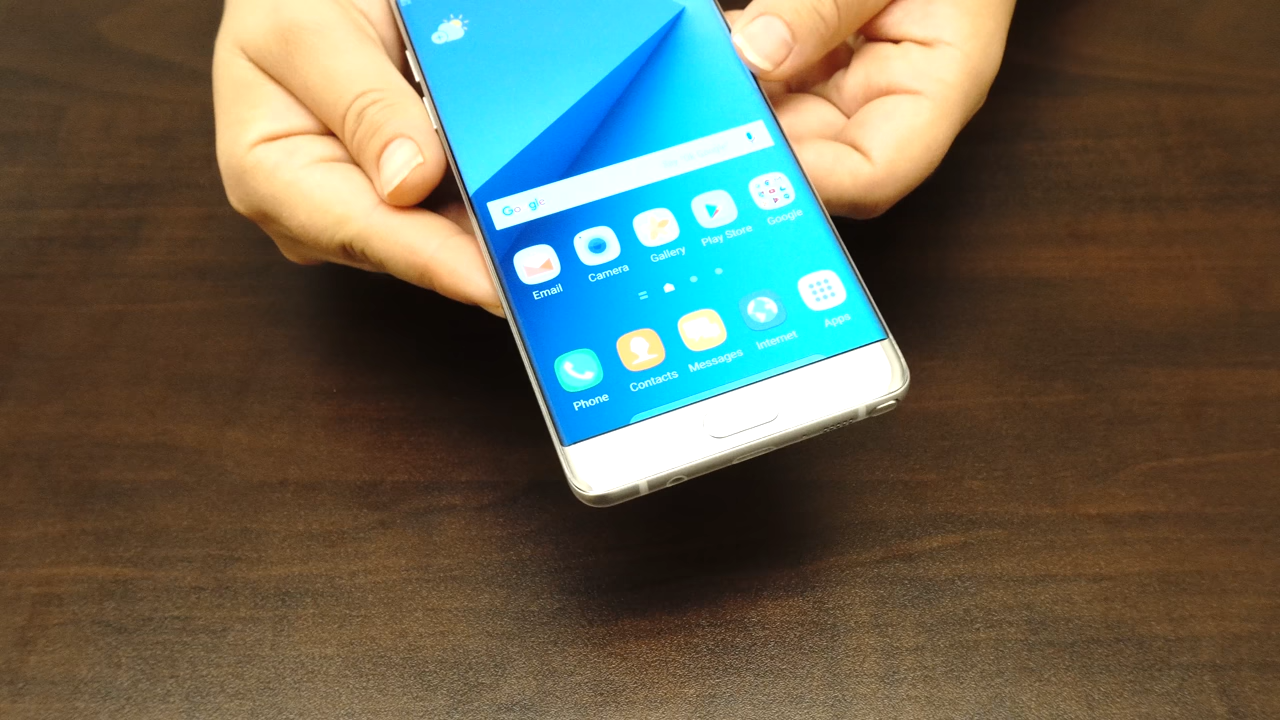 Google
Email
Camera
Gallery
Play Store
Google
Phone
Contacts
Messages
Internet
Apps